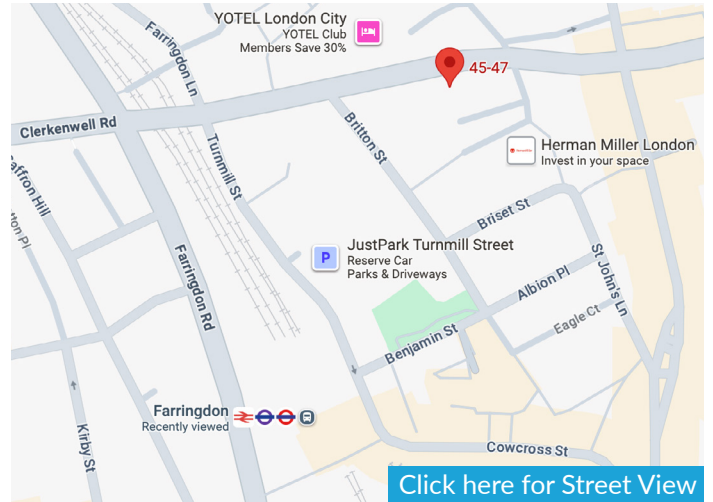 YOTEL London City
YOTEL Club
Members Save 30%
Farringdon Ln
45-47
Clerkenwell Rd
Turnmill St
Britton St
Herman Miller London
Invest in your space
Saffron Hill
Briset St
JustPark Turnmill Street
Reserve Car
Parks & Driveways
P
Farringdon Rd
St John's Ln
Albion Pl
Eagle Ct
Benjamin St
Farringdon
Recently viewed
Kirby St
Cowcross St
Click here for Street View